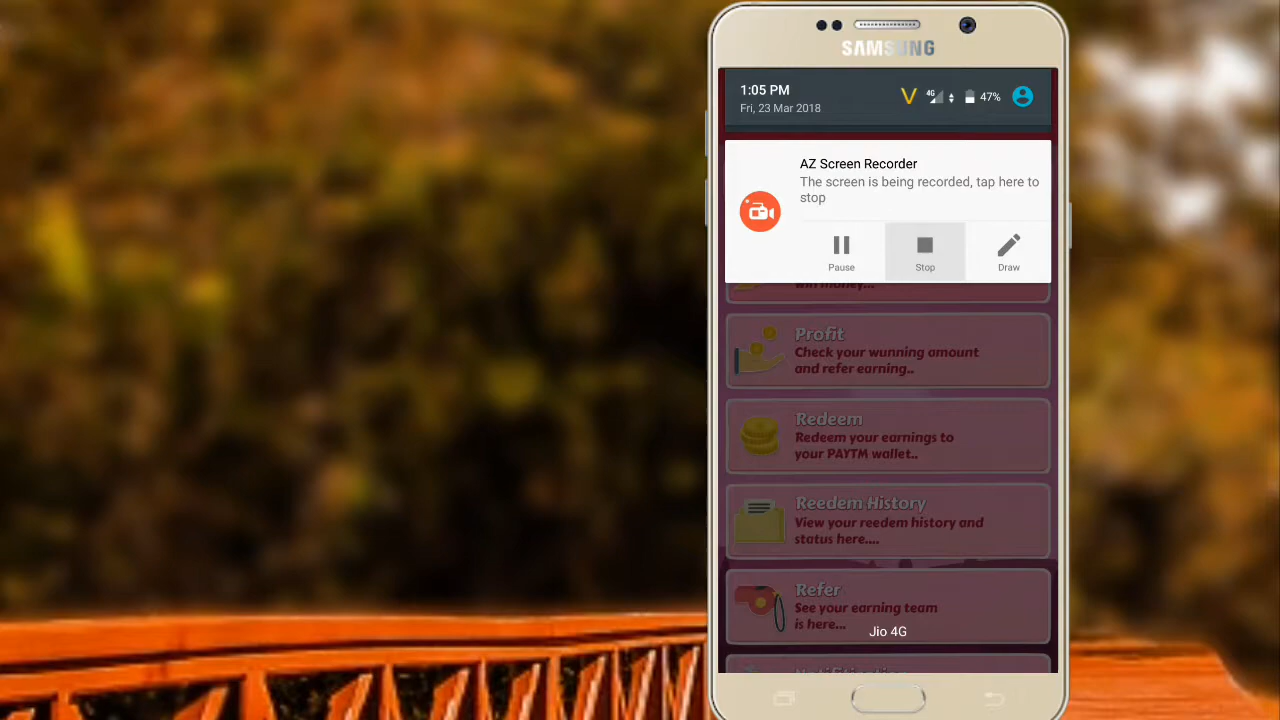 SAMSUNG
1:05 PM
Fri, 23 Mar 2018
4G
47%
AZ Screen Recorder
The screen is being recorded, tap here to
stop
Pause
Stop
Draw
win money...
Profit
Check your wunning amount
and refer earning..
Redeem
Redeem your earnings to
your PAYTM wallet..
Reedem History
View your reedem history and
status here....
Refer
See your earning team
is here...
Jio 4G